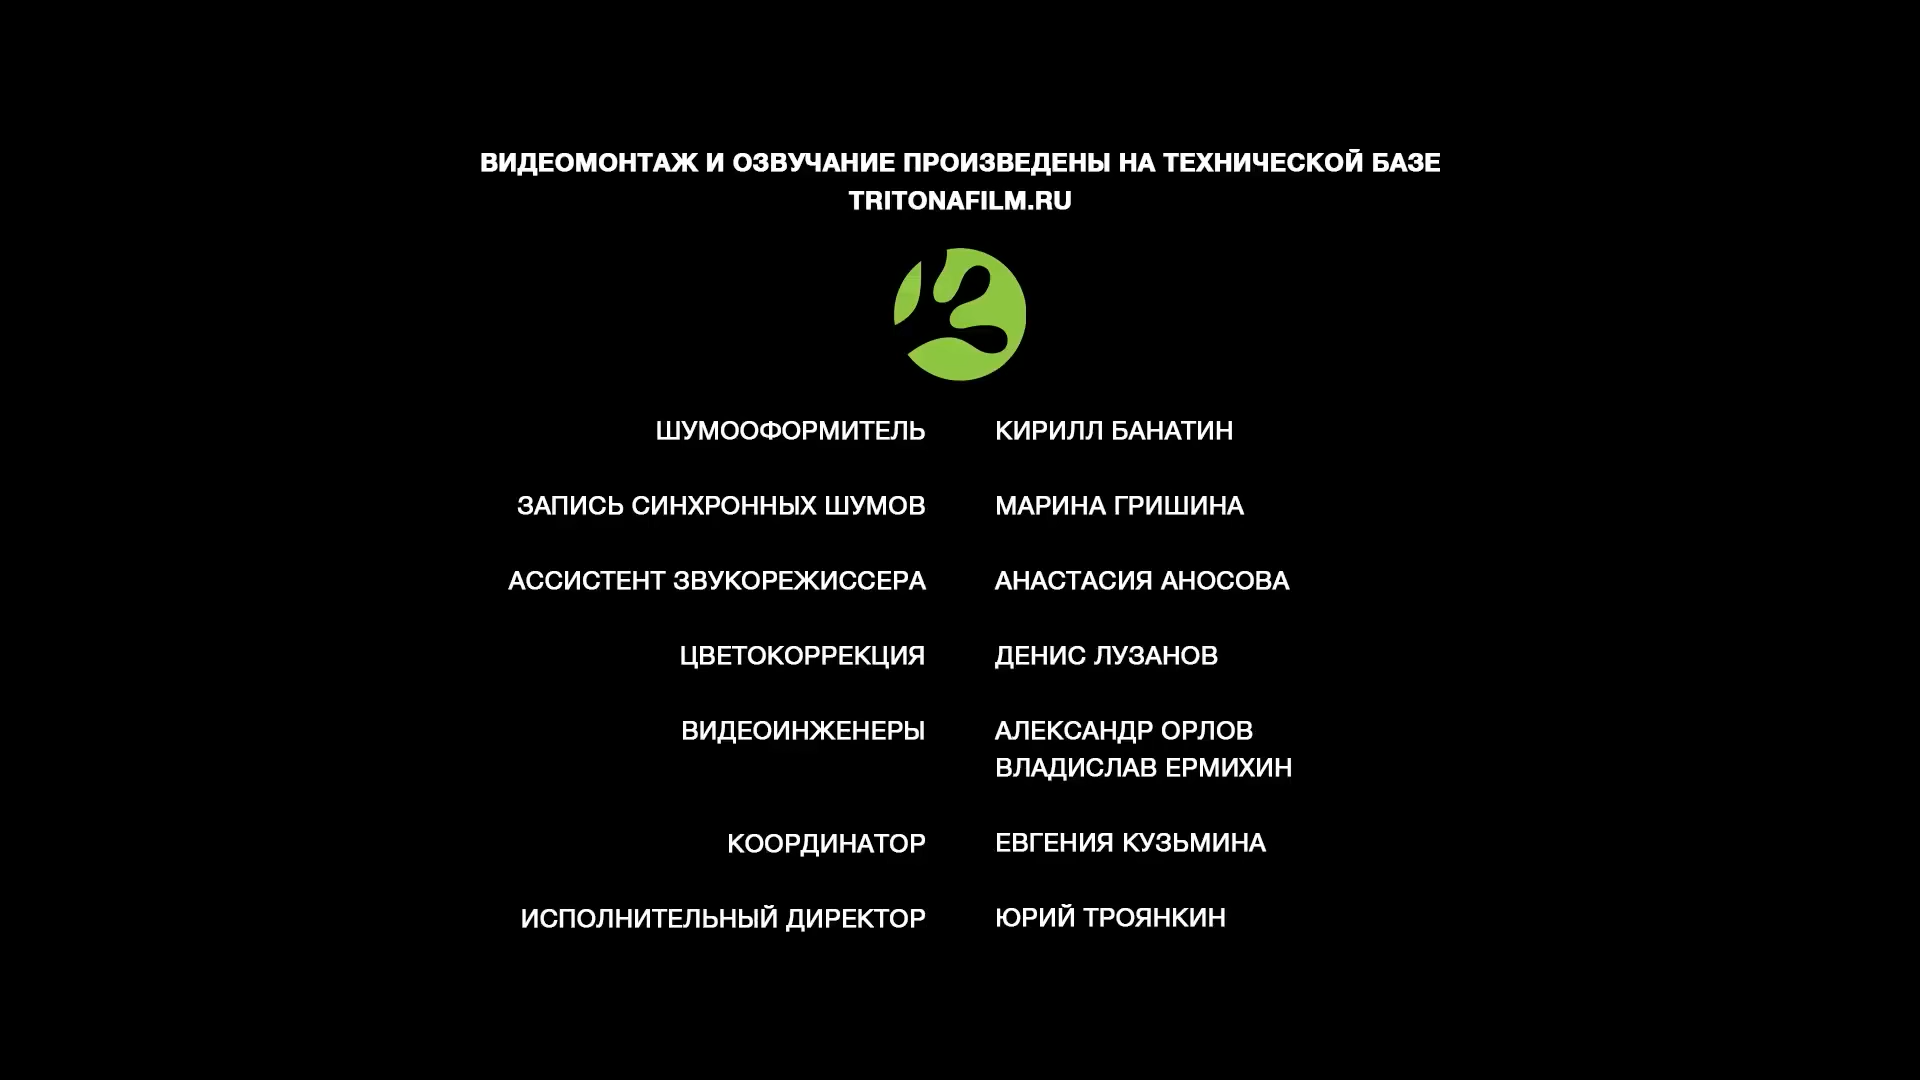 ВИДЕОМОНТАЖ И ОЗВУЧАНИЕ ПРОИЗВЕДЕНЫ НА ТЕХНИЧЕСКОЙ БАЗЕ
TRITONAFILM.RU
ШУМООФОРМИТЕЛЬ КИРИЛЛ БАНАТИН
ЗАПИСЬ СИНХРОННЫХ ШУМОВ МАРИНА ГРИШИНА
АССИСТЕНТ ЗВУКОРЕЖИССЕРА АНАСТАСИЯ АНОСОВА
ЦВЕТОКОРРЕКЦИЯ ДЕНИС ЛУЗАНОВ
ВИДЕОИНЖЕНЕРЫ АЛЕКСАНДР ОРЛОВ
ВЛАДИСЛАВ ЕРМИХИН
КООРДИНАТОР ЕВГЕНИЯ КУЗЬМИНА
ИСПОЛНИТЕЛЬНЫЙ ДИРЕКТОР ЮРИЙ ТРОЯНКИН